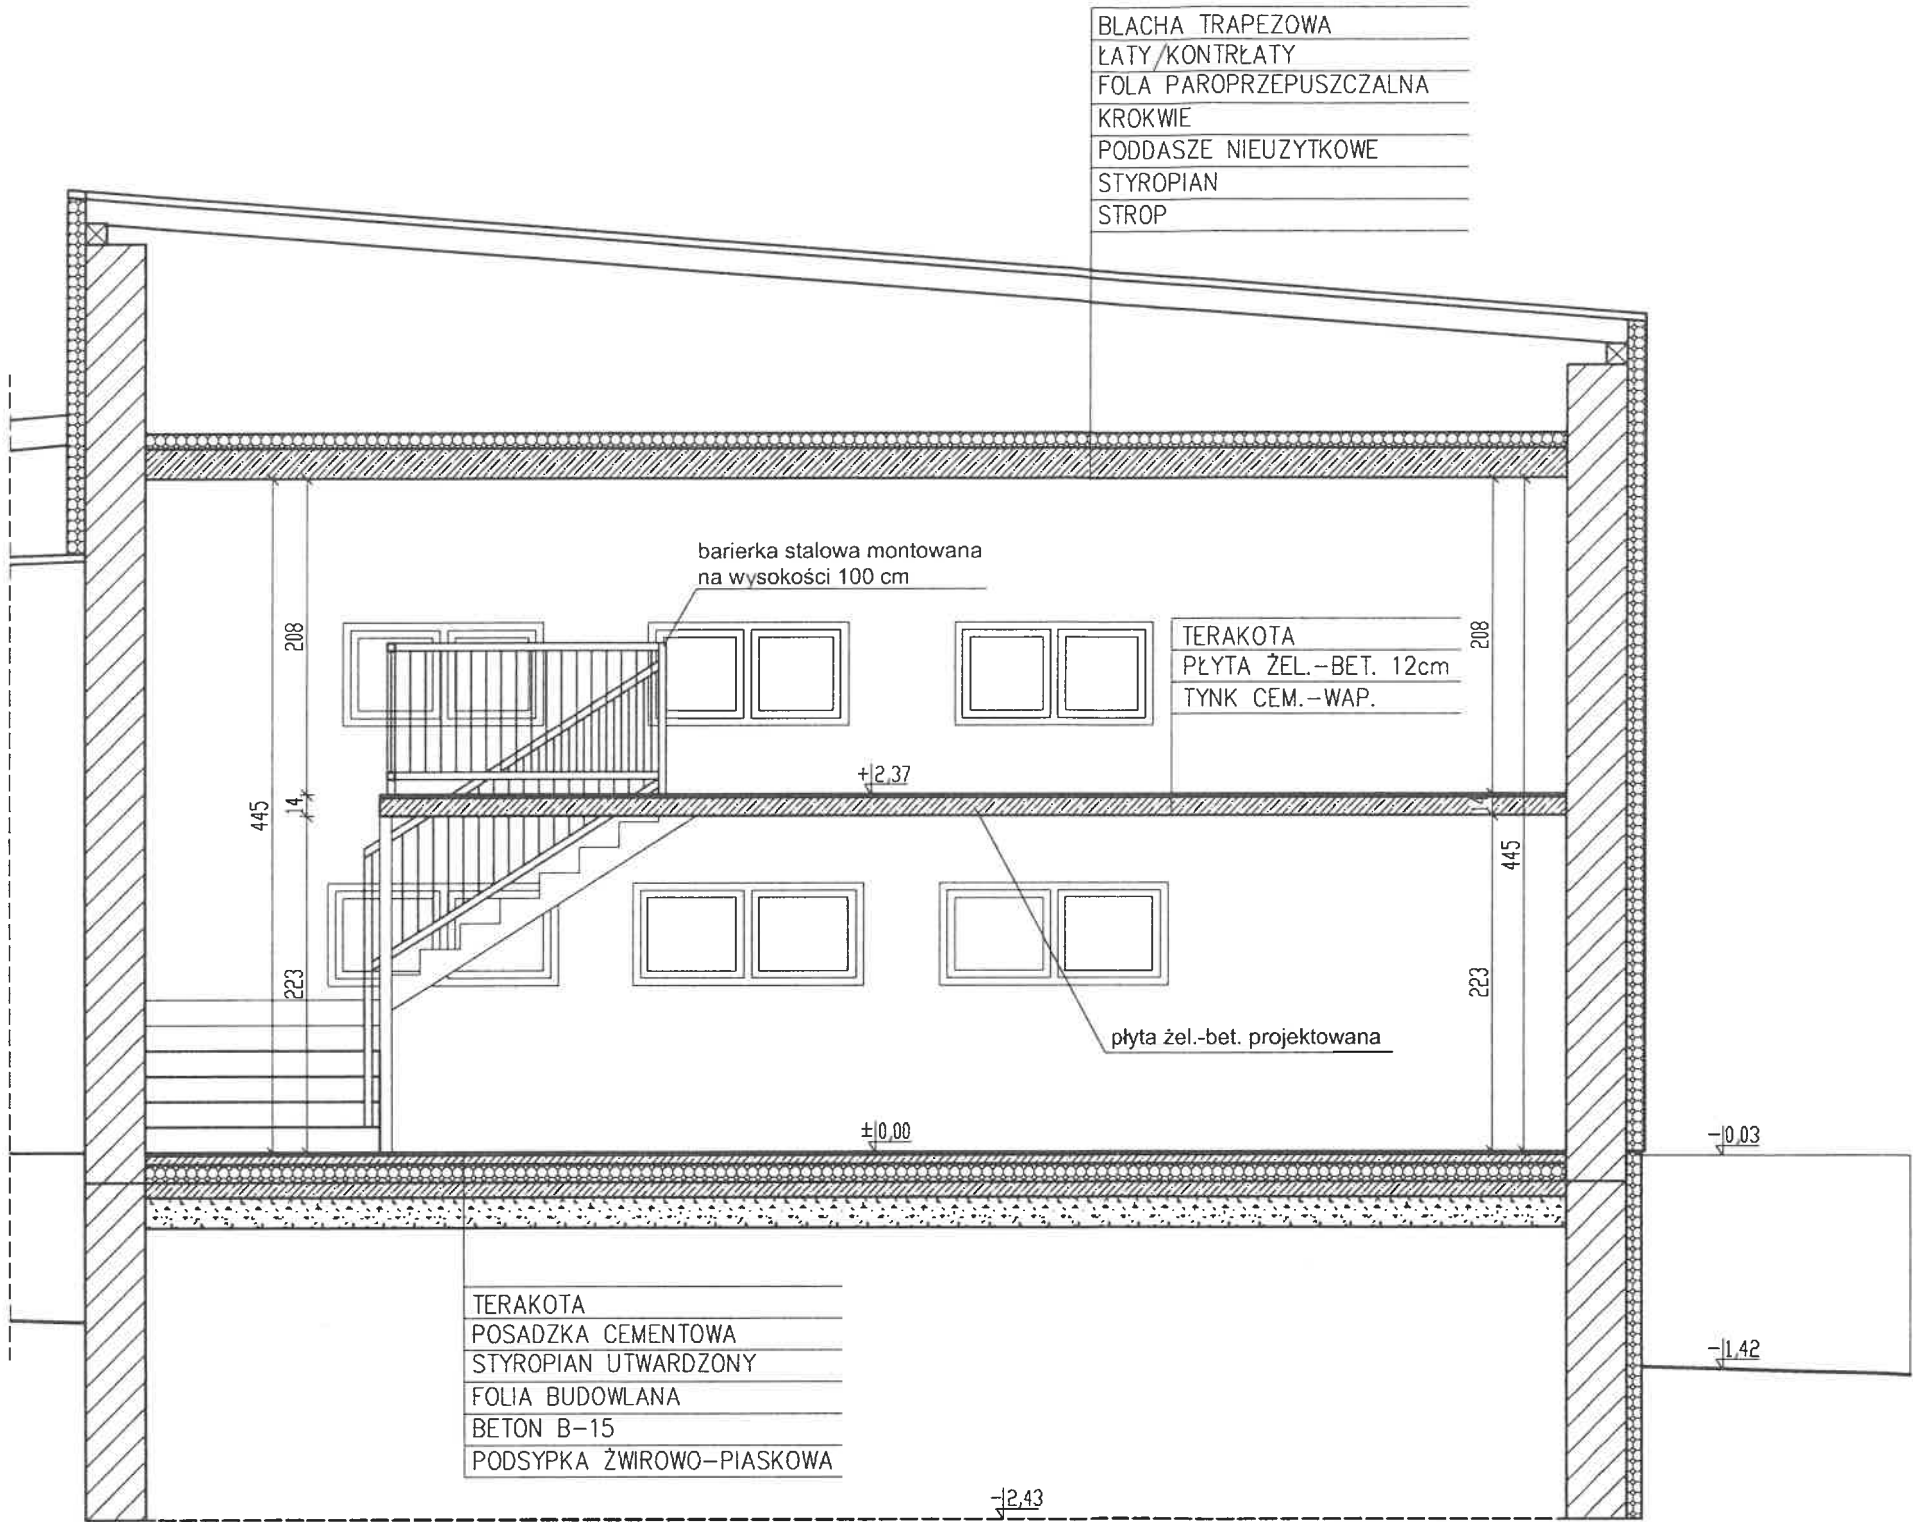 BLACHA TRAPEZOWA
ŁATY/KONTRŁATY
FOLA PAROPRZEPUSZCZALNA
KROKWIE
PODDASZE NIEUZYTKOWE
STYROPIAN
STROP
barierka stalowa montowana
na wysokości 100 cm
208
208
TERAKOTA
PŁYTA ŻEL.-BET. 12cm
TYNK CEM.-WAP.
+2,37
445
14
14
445
223
223
płyta żel.-bet. projektowana
±0,00
-0,03
TERAKOTA
POSADZKA CEMENTOWA
STYROPIAN UTWARDZONY
FOLIA BUDOWLANA
BETON B-15
PODSYPKA ŻWIROWO-PIASKOWA
-1,42
-2,43